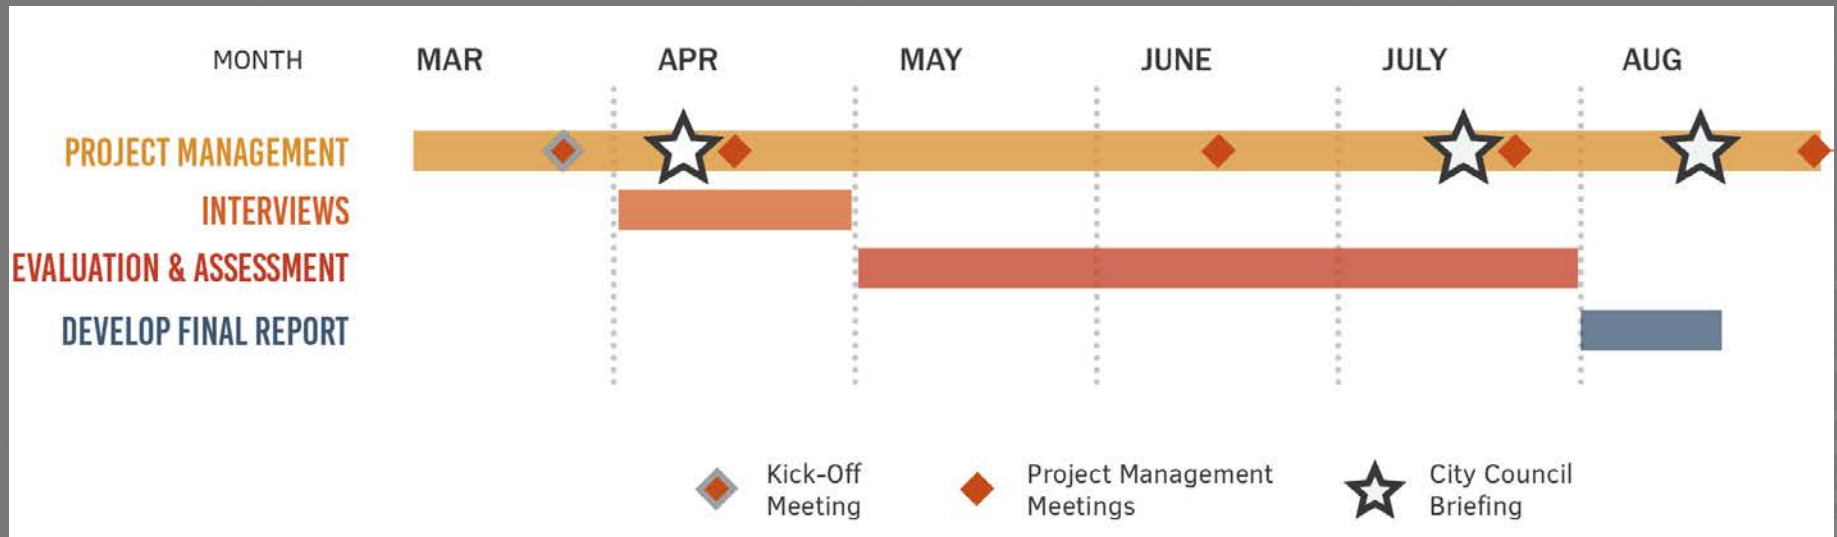 MONTH MAR APR MAY JUNE JULY AUG
PROJECT MANAGEMENT
INTERVIEWS
EVALUATION & ASSESSMENT
DEVELOP FINAL REPORT
Kick-Off
Meeting
Project Management
Meetings
City Council
Briefing